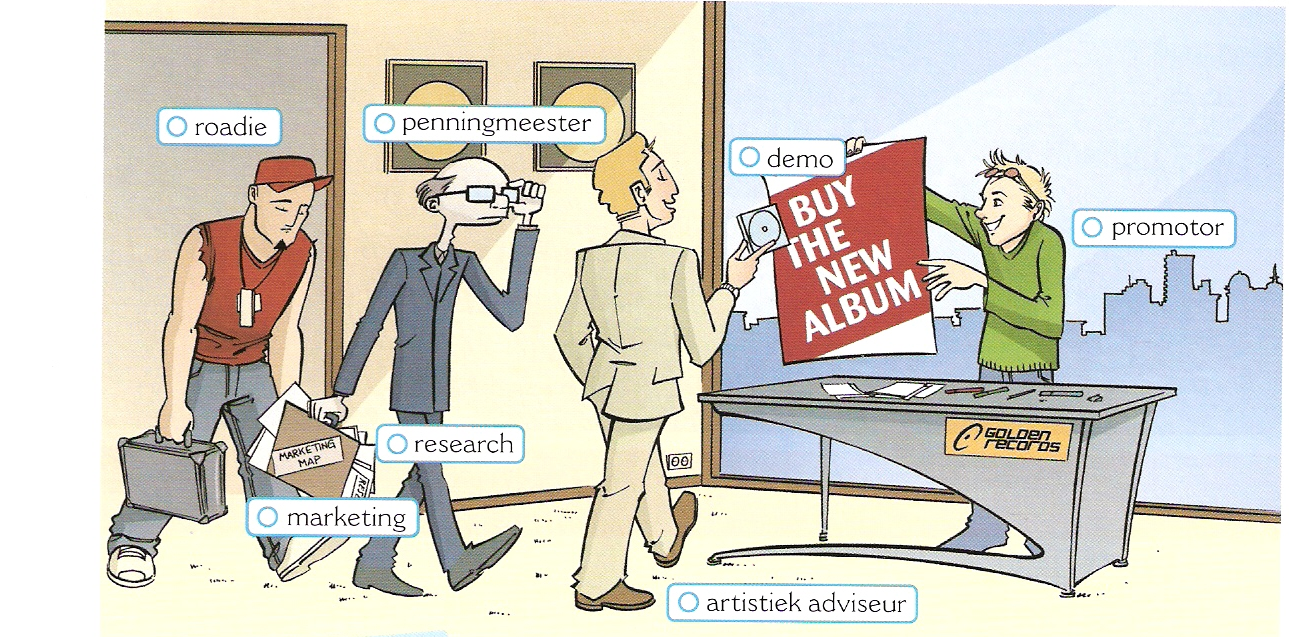 roadie
penningmeester
demo
promotor
BUY
THE
NEW
ALBUM
research
MARKETING
MAP
marketing
GOLDEN
records
artistiek adviseur